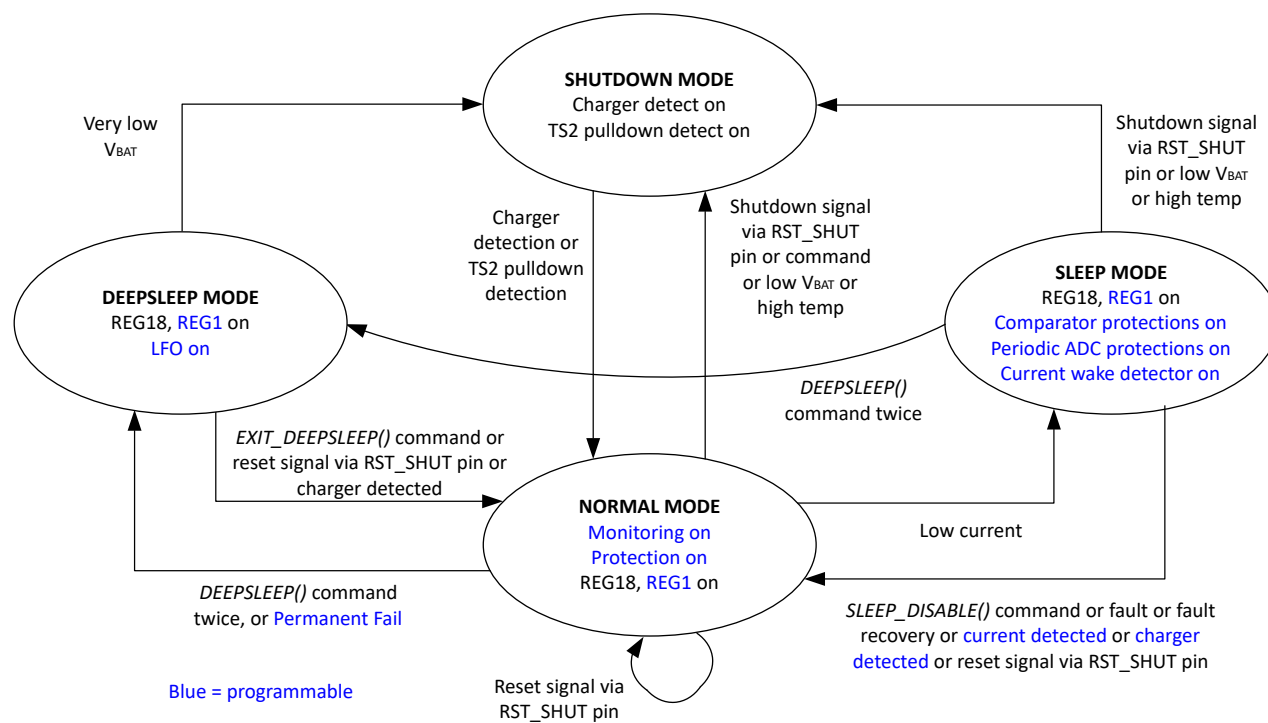 SHUTDOWN MODE
Charger detect on
TS2 pulldown detect on
Very low
VBAT
Shutdown signal
via RST_SHUT
pin or low VBAT
or high temp
Charger
detection or
TS2 pulldown
detection
Shutdown signal
via RST_SHUT
pin or command
or low VBAT or
high temp
DEEPSLEEP MODE
REG18, REG1 on
LFO on
SLEEP MODE
REG18, REG1 on
Comparator protections on
Periodic ADC protections on
Current wake detector on
DEEPSLEEP()
command twice
EXIT_DEEPSLEEP() command or
reset signal via RST_SHUT pin or
charger detected
NORMAL MODE
Monitoring on
Protection on
REG18, REG1 on
Low current
DEEPSLEEP() command
twice, or Permanent Fail
SLEEP_DISABLE() command or fault or fault
recovery or current detected or charger
detected or reset signal via RST_SHUT pin
Blue = programmable
Reset signal via
RST_SHUT pin